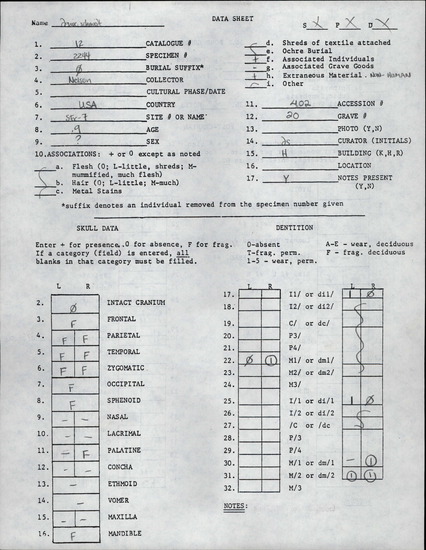 DATA SHEET
Name
S X P X U X
1. 12 CATALOGUE #
2. 2244 SPECIMEN #
3. Ø BURIAL SUFFIX*
4. Nelson COLLECTOR
5. CULTURAL PHASE/DATE
6. USA COUNTRY
7. SFr-7 SITE # OR NAME
8. .9 AGE
9. ? SEX
10. ASSOCIATIONS: + or 0 except as noted
a. Flesh (0; L-little, shreds; M-
mummified, much flesh)
b. Hair (0; L-little; M-much)
c. Metal Stains
d. Shreds of textile attached
e. Ochre Burial
+ f. Associated Individuals
- g. Associated Grave Goods
+ h. Extraneous Material. NON-HUMAN
i. Other
11. 402 ACCESSION #
12. 20 GRAVE #
13. PHOTO (Y,N)
14. CURATOR (INITIALS)
15. H BUILDING (K,H,R)
16. LOCATION
17. Y NOTES PRESENT
(Y,N)
*suffix denotes an individual removed from the specimen number given
SKULL DATA
Enter + for presence, 0 for absence, F for frag.
If a category (field) is entered, all
blanks in that category must be filled.
DENTITION
0-absent A-E - wear, deciduous
T-frag. perm. F - frag. deciduous
1-5 - wear, perm.
L R
2. Ø INTACT CRANIUM
3. F FRONTAL
4. F F PARIETAL
5. F F TEMPORAL
6. F F ZYGOMATIC
7. F OCCIPITAL
8. F SPHENOID
9. - - NASAL
10. - - LACRIMAL
11. - F PALATINE
12. - - CONCHA
13. - ETHMOID
14. - VOMER
15. - - MAXILLA
16. F MANDIBLE
L R L R
17. I1/ or di1/ 1 Ø
18. I2/ or di2/
19. C/ or dc/
20. P3/
21. P4/
22. Ø 1 M1/ or dm1/
23. M2/ or dm2/
24. M3/
25. I/1 or di/1 1 Ø
26. I/2 or di/2
27. /C or /dc
28. P/3
29. P/4
30. M/1 or dm/1 - 1
31. M/2 or dm/2 1 1
32. M/3
NOTES: